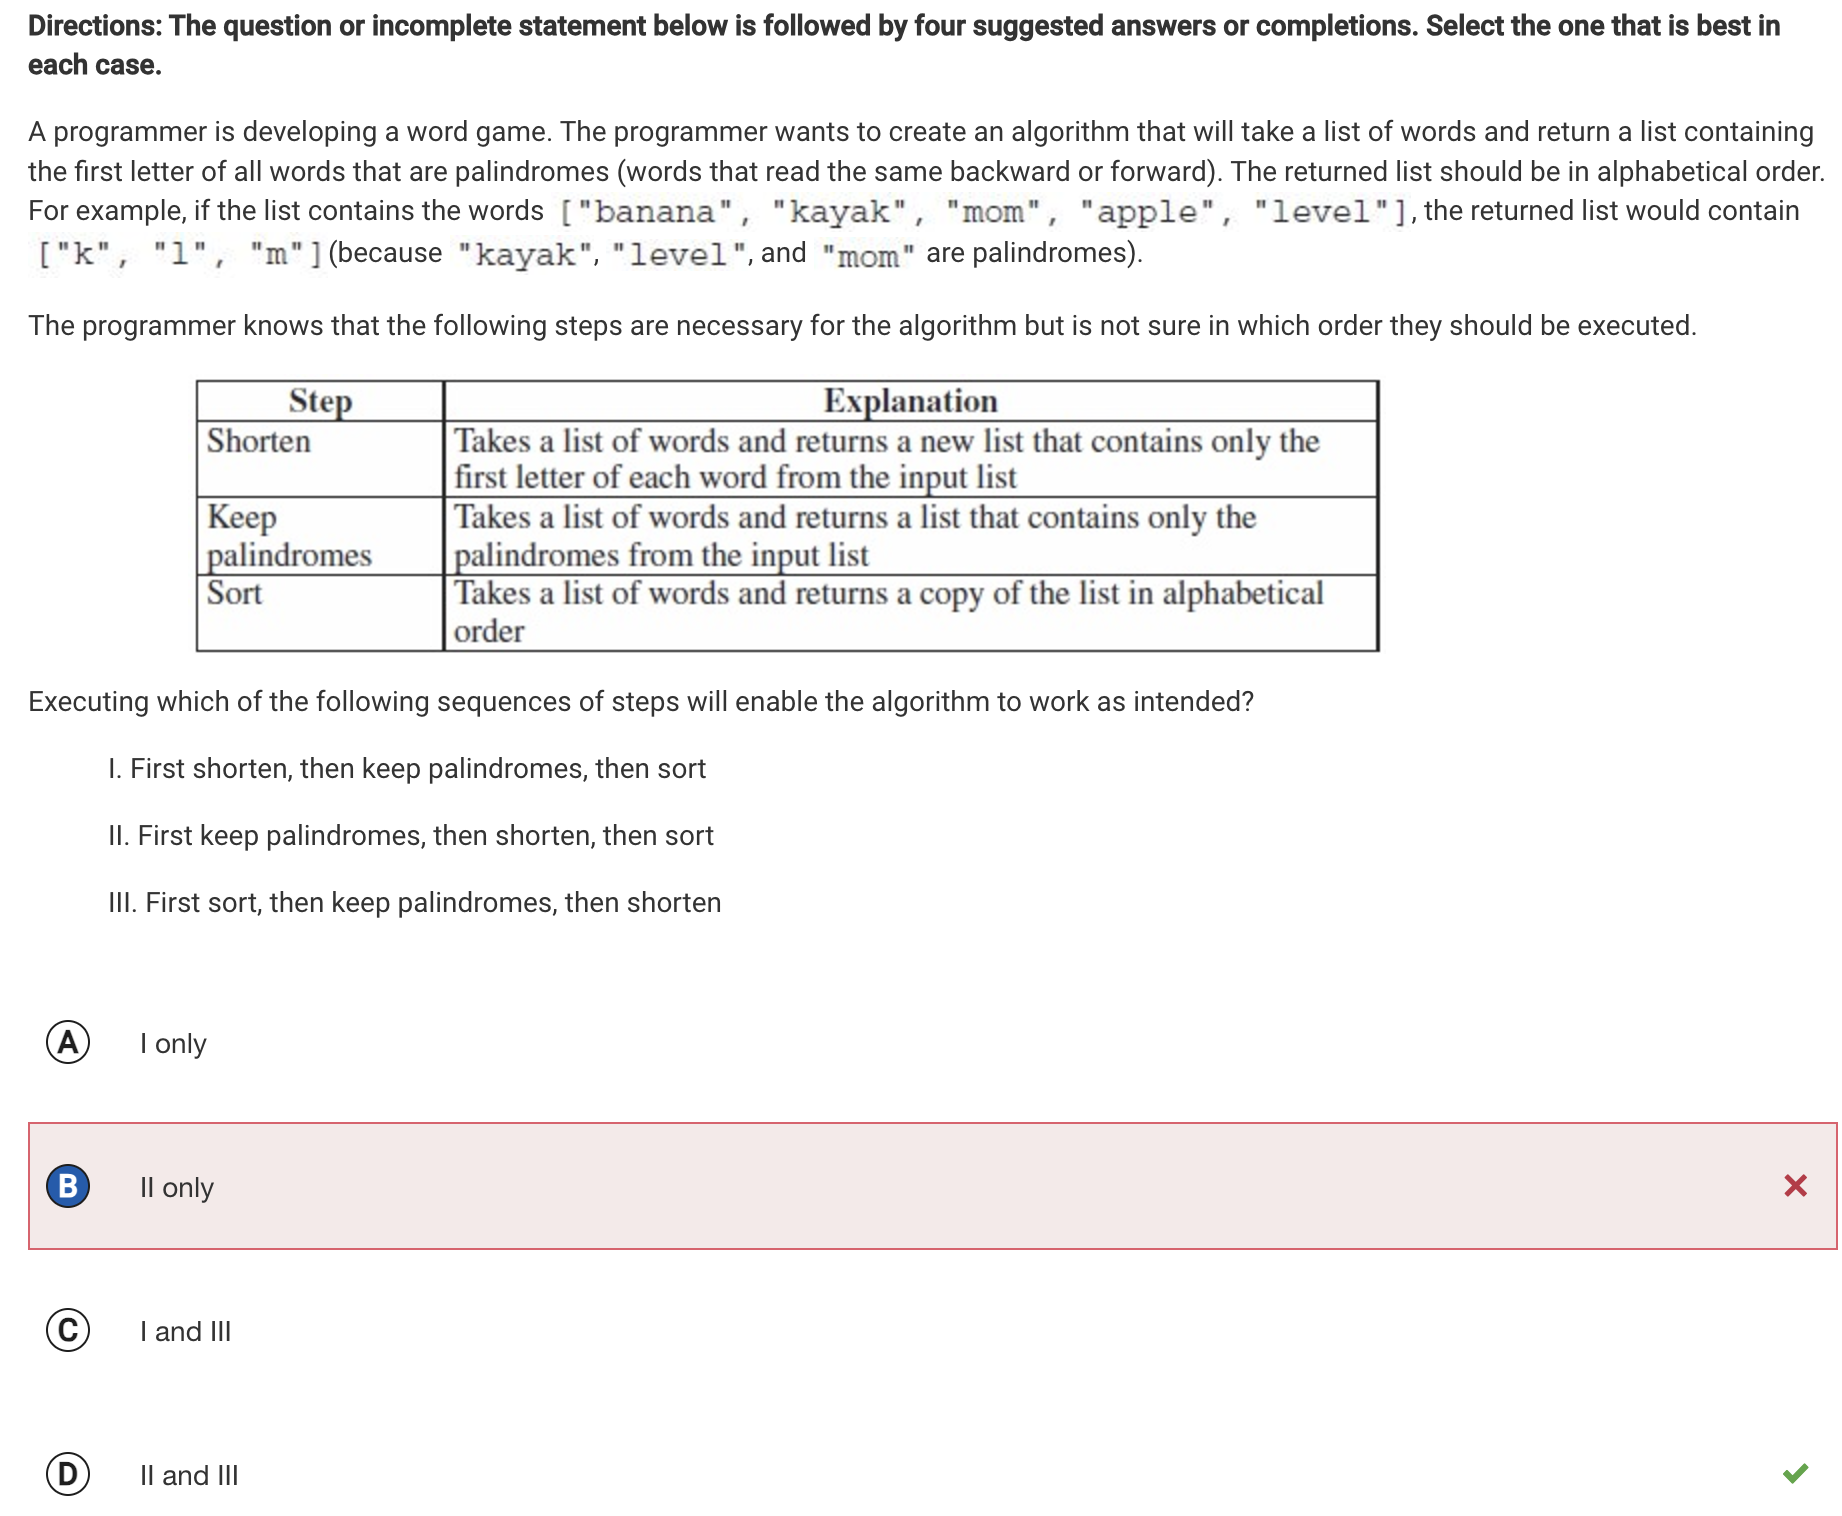 Directions: The question or incomplete statement below is followed by four suggested answers or completions. Select the one that is best in
each case.
A programmer is developing a word game. The programmer wants to create an algorithm that will take a list of words and return a list containing
the first letter of all words that are palindromes (words that read the same backward or forward). The returned list should be in alphabetical order.
For example, if the list contains the words ["banana", "kayak", "mom", "apple", "level"], the returned list would contain
["k", "l", "m"] (because "kayak", "level", and "mom" are palindromes).
The programmer knows that the following steps are necessary for the algorithm but is not sure in which order they should be executed.
Step Explanation
Shorten Takes a list of words and returns a new list that contains only the
first letter of each word from the input list
Keep Takes a list of words and returns a list that contains only the
palindromes palindromes from the input list
Sort Takes a list of words and returns a copy of the list in alphabetical
order
Executing which of the following sequences of steps will enable the algorithm to work as intended?
I. First shorten, then keep palindromes, then sort
II. First keep palindromes, then shorten, then sort
III. First sort, then keep palindromes, then shorten
A I only
B II only
C I and III
D II and III